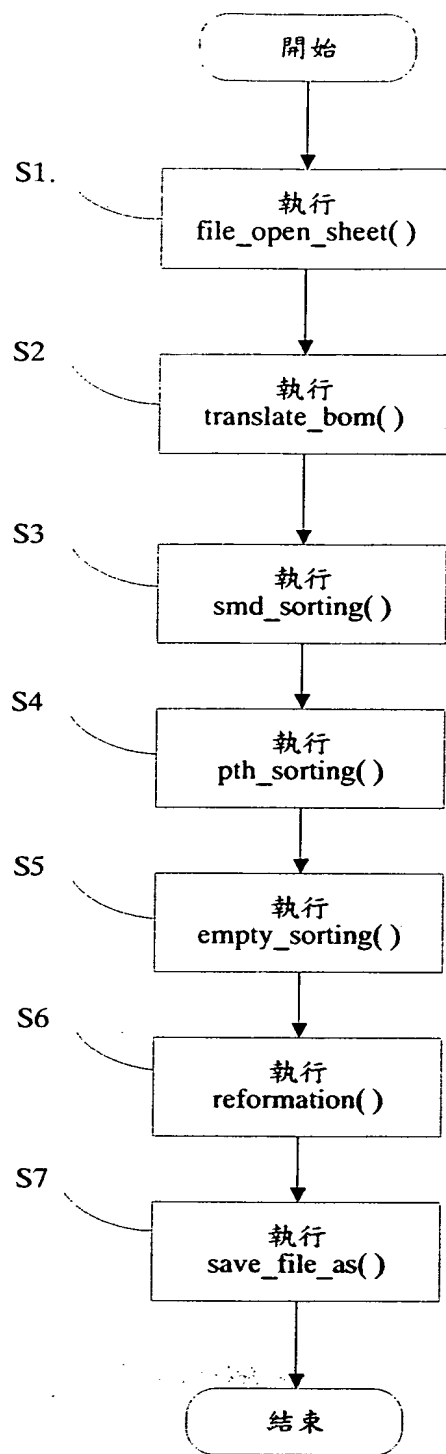 開始
S1.
執行
file_open_sheet( )
S2
執行
translate_bom( )
S3
執行
smd_sorting( )
S4
執行
pth_sorting( )
S5
執行
empty_sorting( )
S6
執行
reformation( )
S7
執行
save_file_as( )
结束